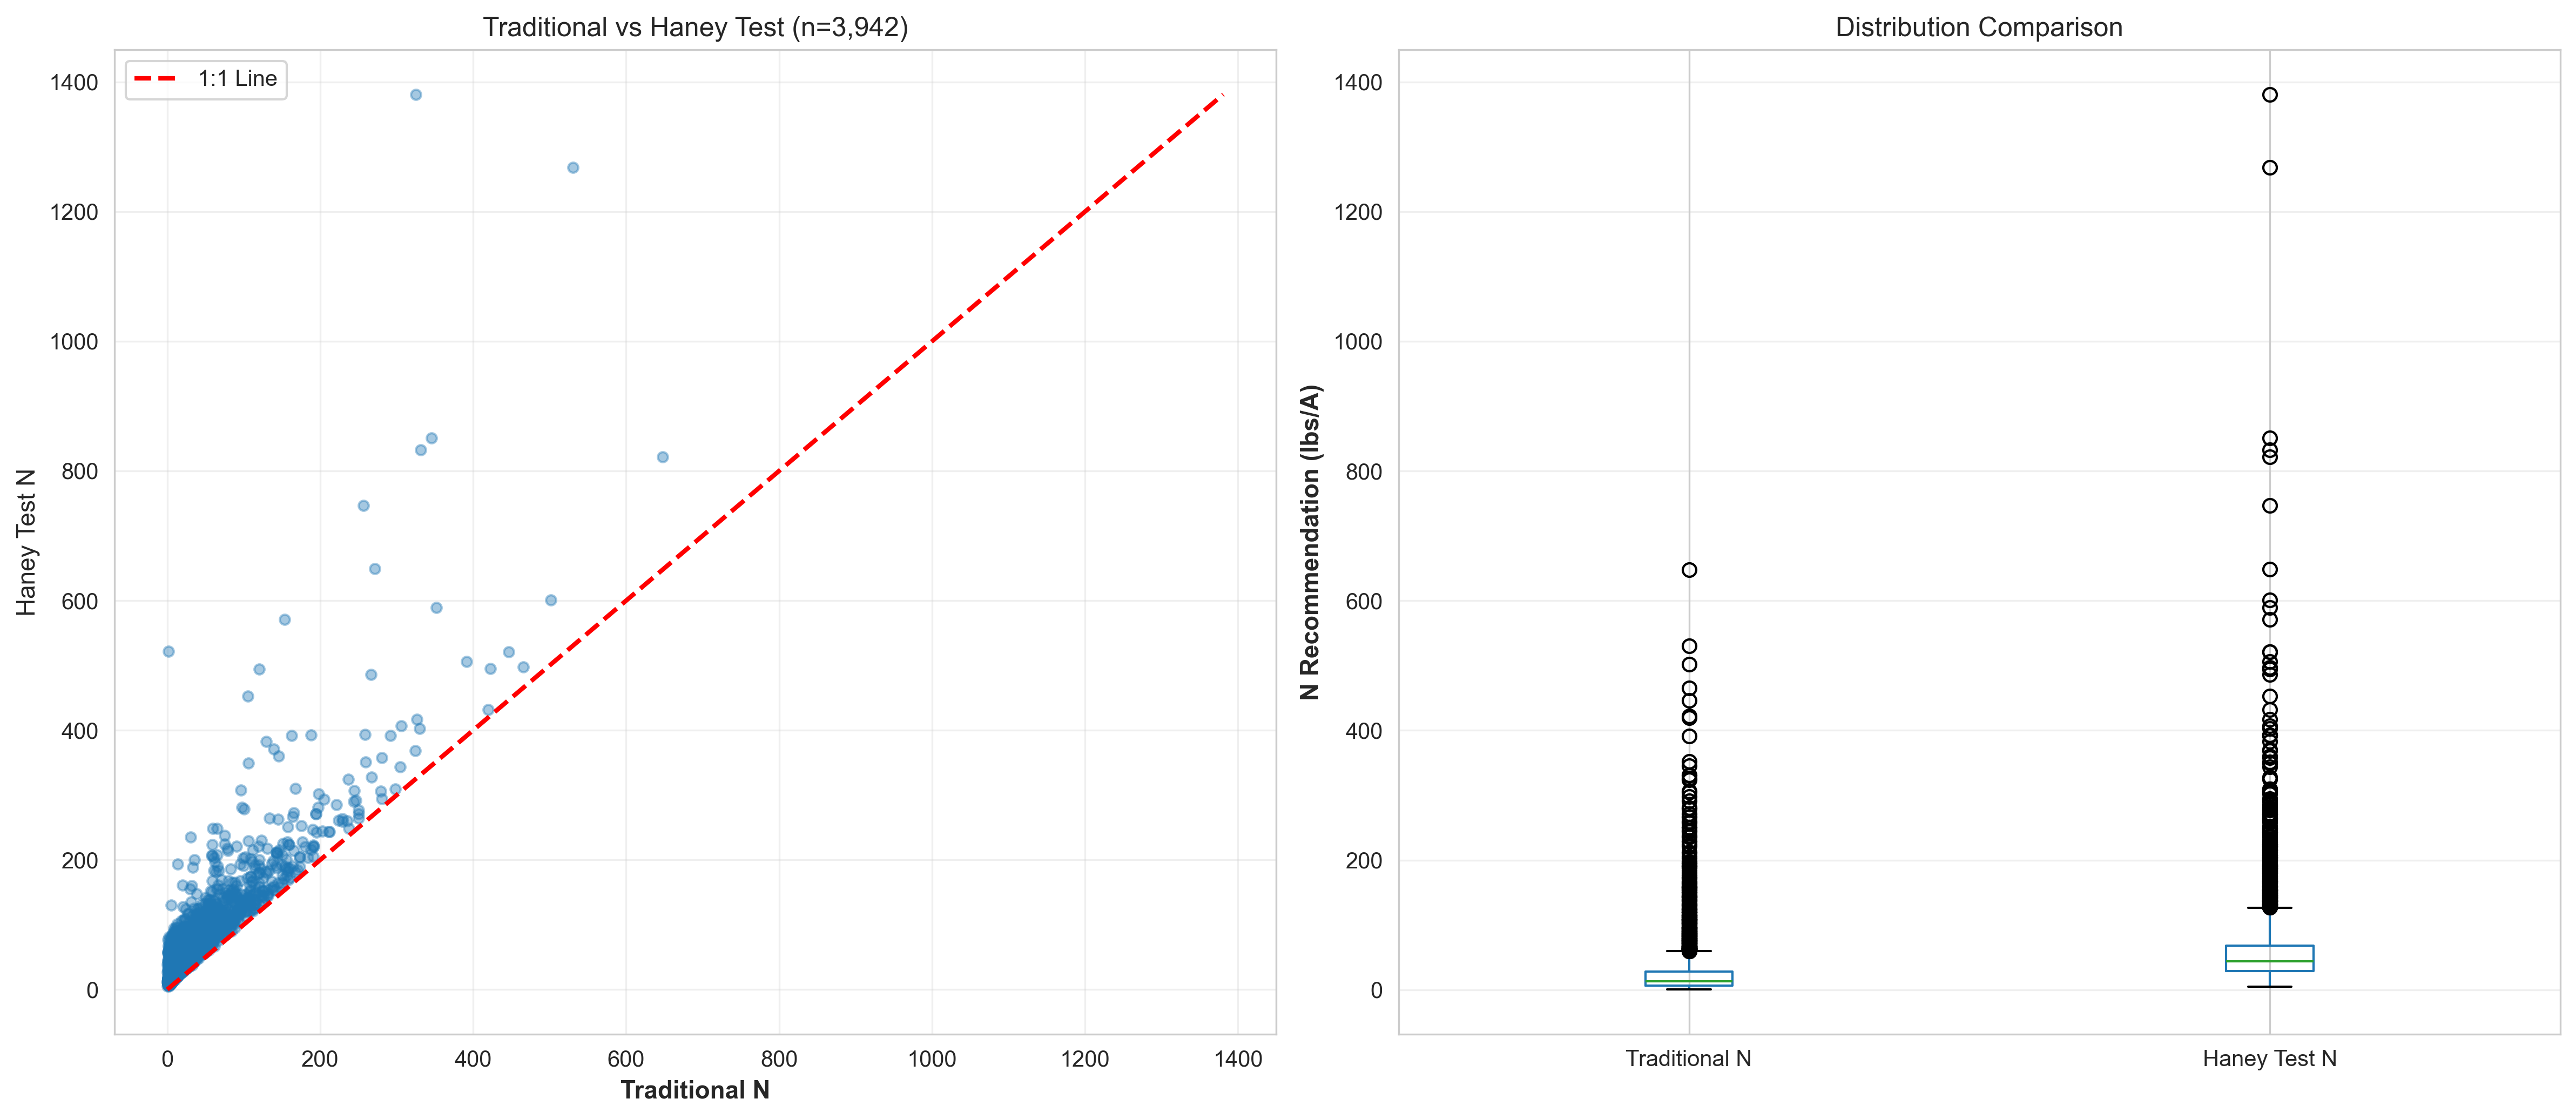 Traditional vs Haney Test (n=3,942)
1:1 Line
Haney Test N
1400
1200
1000
800
600
400
200
0
0 200 400 600 800 1000 1200 1400
Traditional N
Distribution Comparison
N Recommendation (lbs/A)
1400
1200
1000
800
600
400
200
0
Traditional N Haney Test N